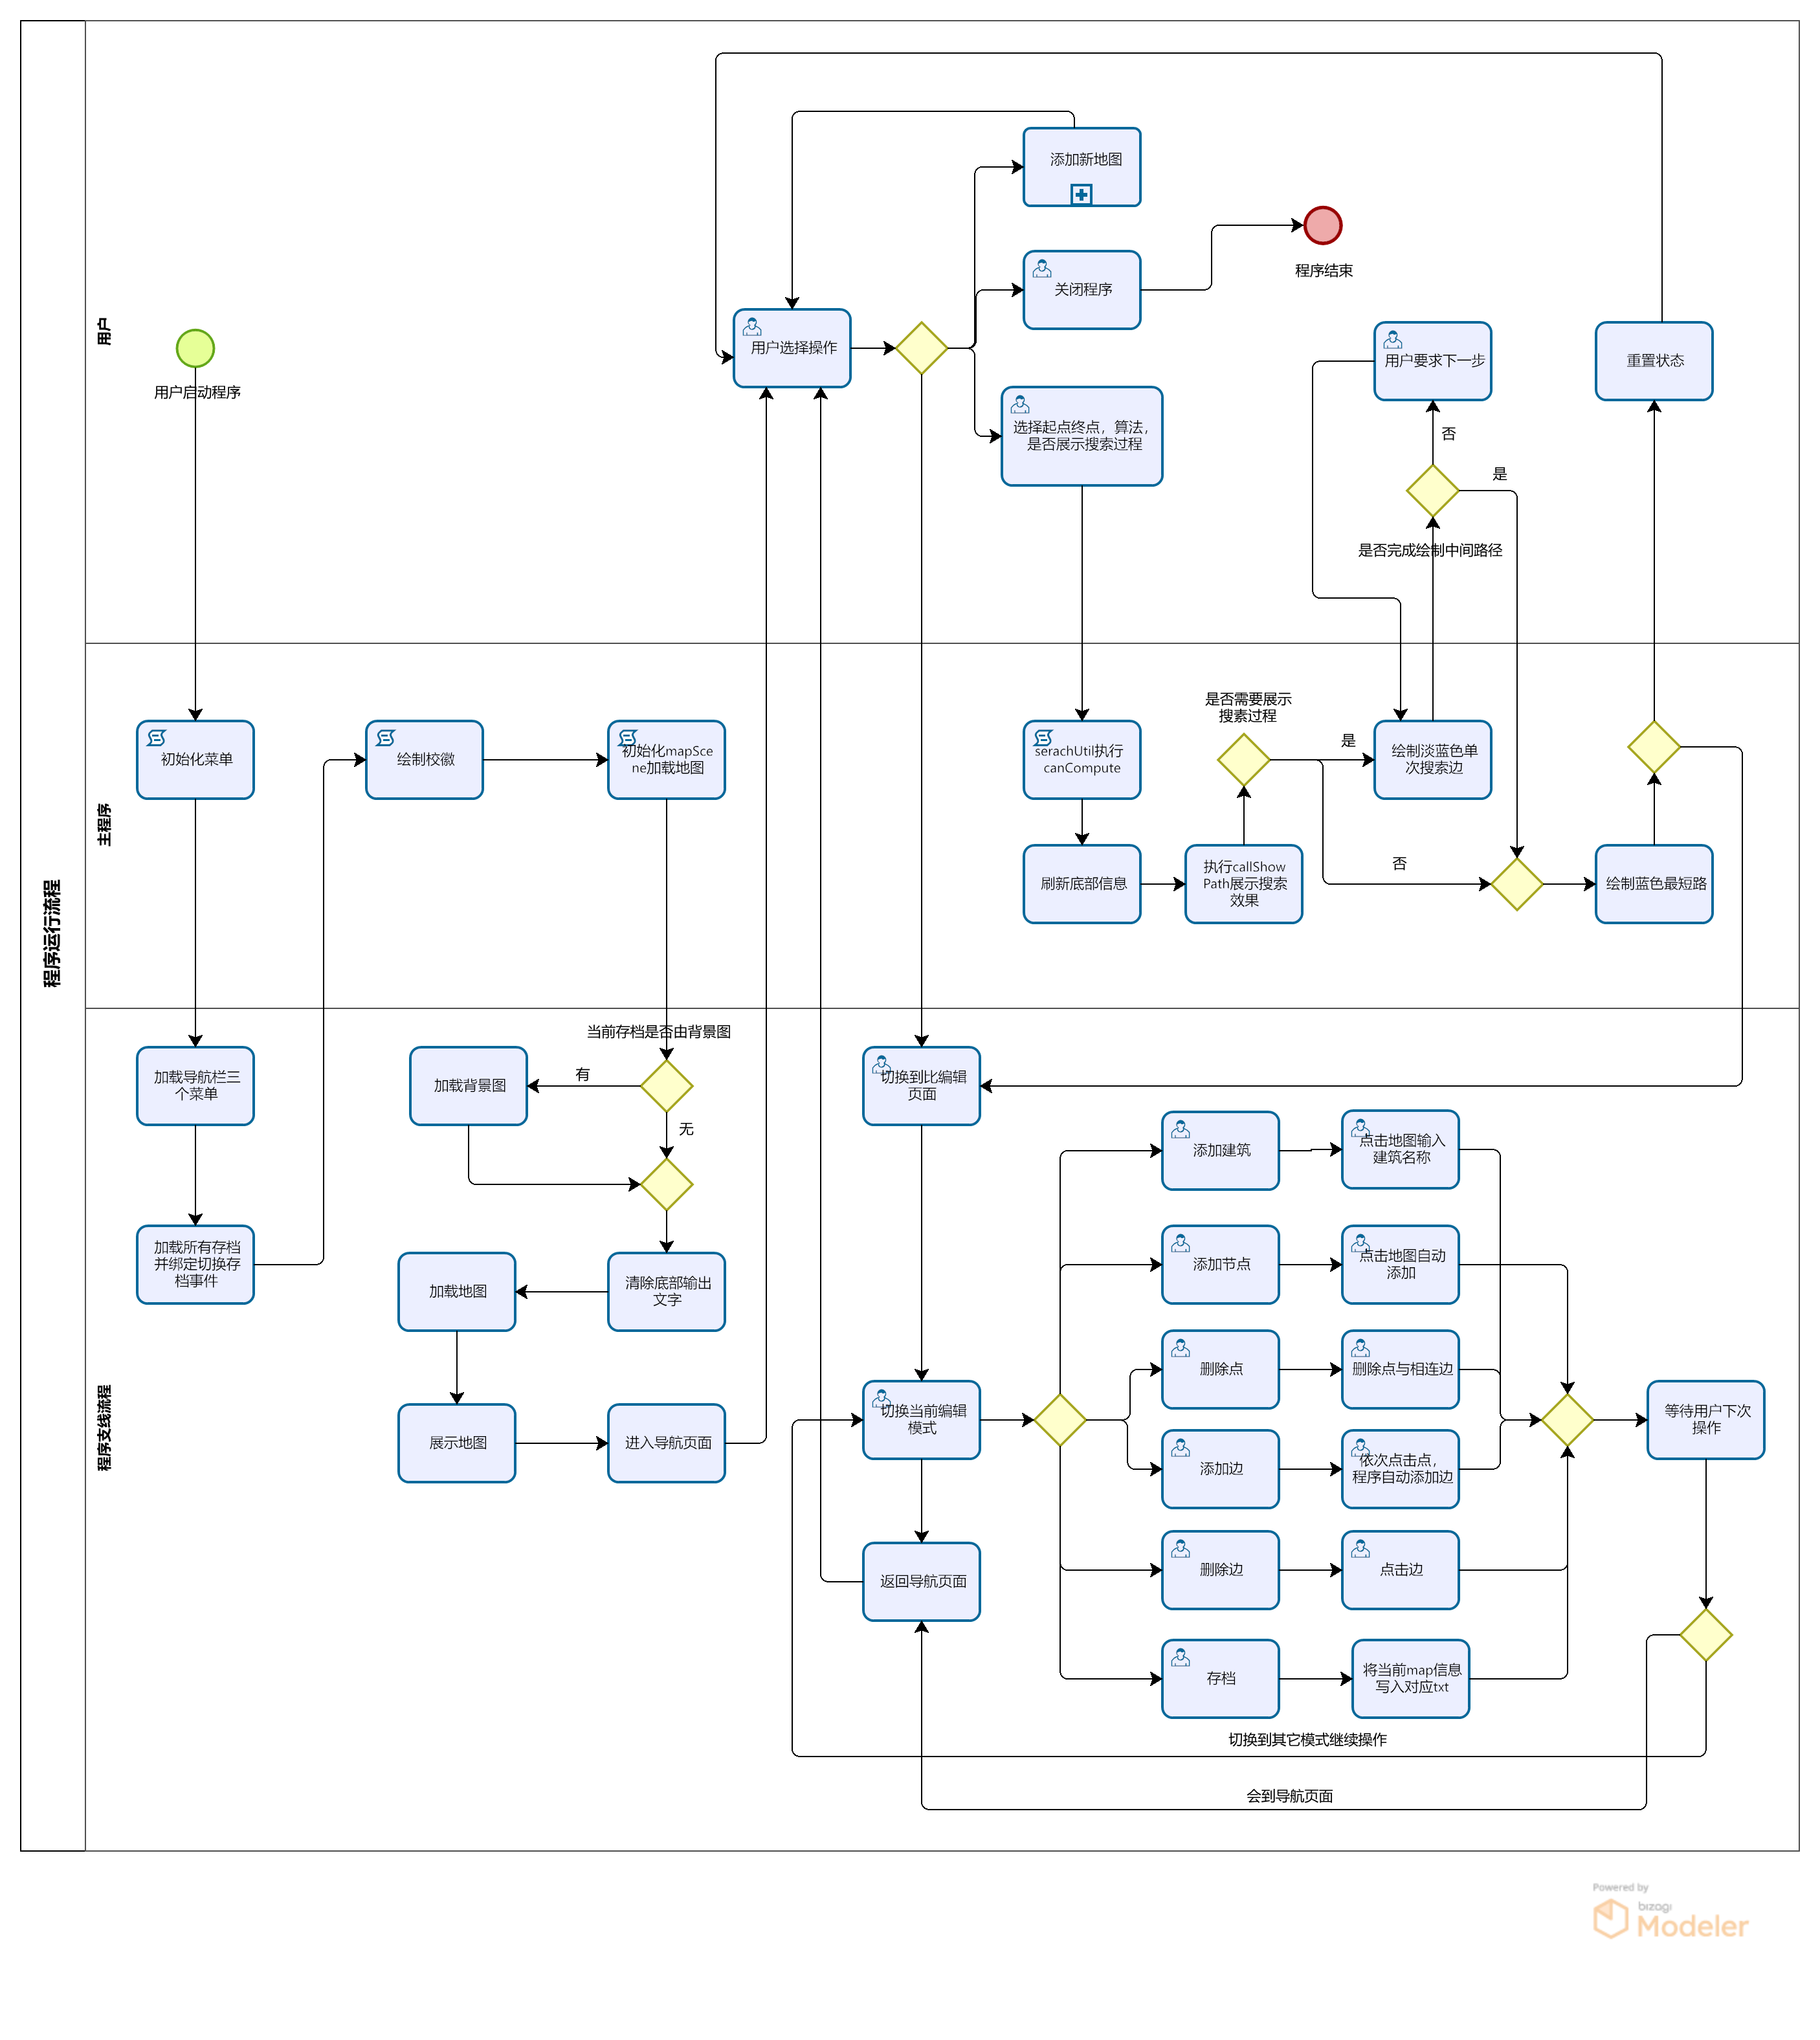 程序运行流程
用户
用户启动程序
用户选择操作
添加新地图
关闭程序
程序结束
选择起点终点，算法，
是否展示搜索过程
用户要求下一步
否
是
是否完成绘制中间路径
重置状态
主程序
初始化菜单
绘制校徽
初始化mapSce
ne加载地图
serachUtil执行
canCompute
刷新底部信息
执行callShow
Path展示搜索
效果
是否需要展示
搜素过程
是
否
绘制淡蓝色单
次搜索边
绘制蓝色最短路
程序支线流程
加载导航栏三
个菜单
加载所有存档
并绑定切换存
档事件
当前存档是否由背景图
有
无
加载背景图
清除底部输出
文字
加载地图
展示地图
进入导航页面
切换到比编辑
页面
切换当前编辑
模式
返回导航页面
添加建筑
点击地图输入
建筑名称
添加节点
点击地图自动
添加
删除点
删除点与相连边
添加边
依次点击点，
程序自动添加边
删除边
点击边
存档
将当前map信息
写入对应txt
等待用户下次
操作
切换到其它模式继续操作
会到导航页面
Powered by
bizagi
Modeler